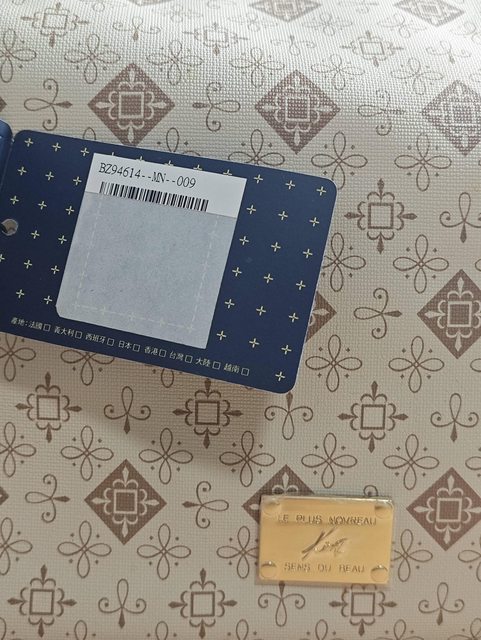 BZ94614--MN--009
產地:法國□ 義大利□ 西班牙□ 日本□ 香港□ 台灣□ 大陸□ 越南□
LE PLUS NOVREAU
SENS DU BEAU